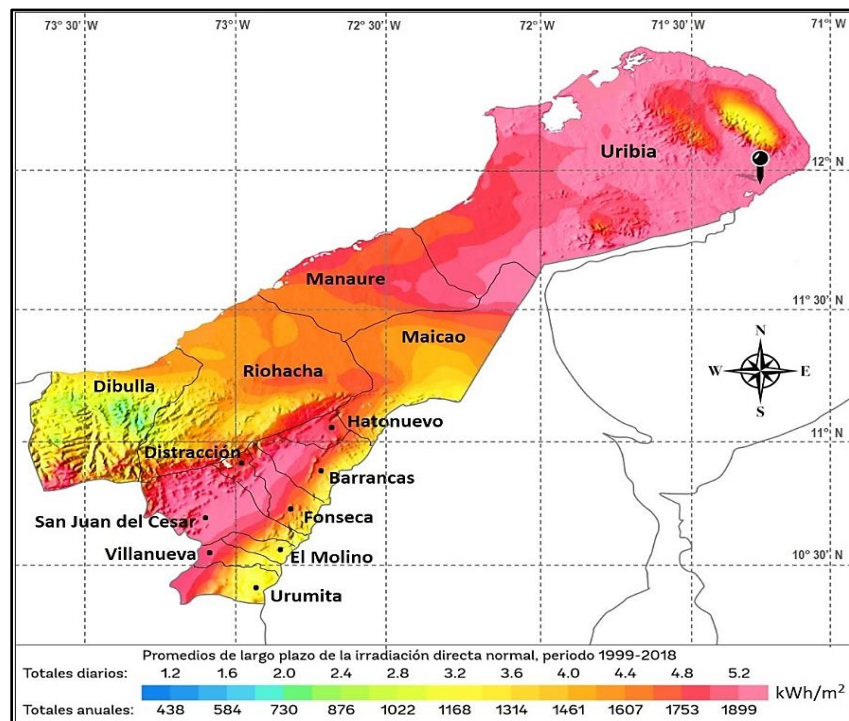 73° 30' W
73° W
72° 30' W
72° W
71° 30' W
71° W
Uribia
12° N
Manaure
11° 30' N
Maicao
Riohacha
Dibulla
N
W
E
S
Hatonuevo
11° N
Distracción
Barrancas
San Juan del Cesar
Fonseca
Villanueva
El Molino
10° 30' N
Urumita
Promedios de largo plazo de la irradiación directa normal, periodo 1999-2018
Totales diarios: 1.2 1.6 2.0 2.4 2.8 3.2 3.6 4.0 4.4 4.8 5.2
kWh/m²
Totales anuales: 438 584 730 876 1022 1168 1314 1461 1607 1753 1899